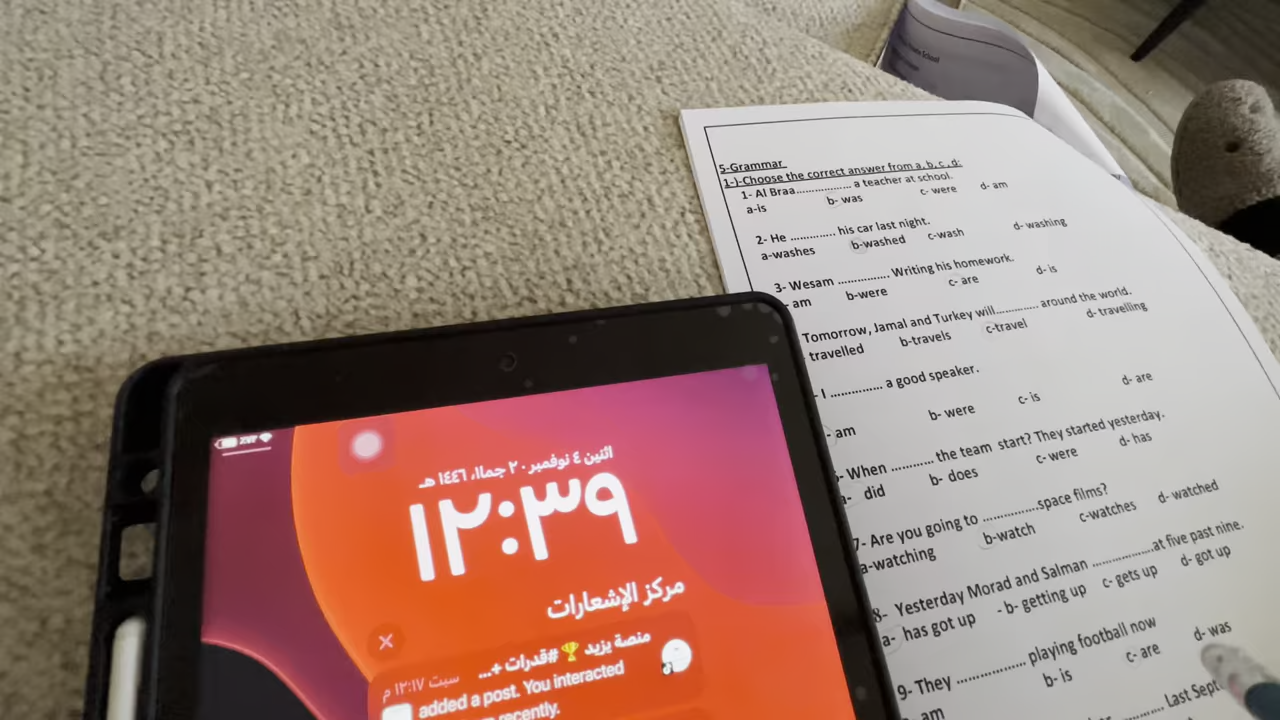 5-Grammar
1-)-Choose the correct answer from a, b, c, d:
1- Al Braa................ a teacher at school.
a-is b- was c- were d- am
2- He ............. his car last night.
a-washes b-washed c-wash d- washing
3- Wesam .............. Writing his homework.
am b-were c- are d- is
Tomorrow, Jamal and Turkey will............ around the world.
travelled b-travels c-travel d- travelling
- I .............. a good speaker.
- am b- were c- is d- are
- When ........... the team start? They started yesterday.
a- did b- does c- were d- has
7- Are you going to ...............space films?
a-watching b-watch c-watches d- watched
8- Yesterday Morad and Salman ................at five past nine.
a- has got up - b- getting up c- gets up d- got up
9- They .................. playing football now
am b- is c- are d- was
Last Sept
اثنين ٤ نوفمبر ٢٠ جماا، ١٤٤٦ هـ
١٢:٣٩
مركز الإشعارات
منصة يزيد 🏆 #قدرات +...
سبت ١٢:١٧ م
added a post. You interacted
recently.